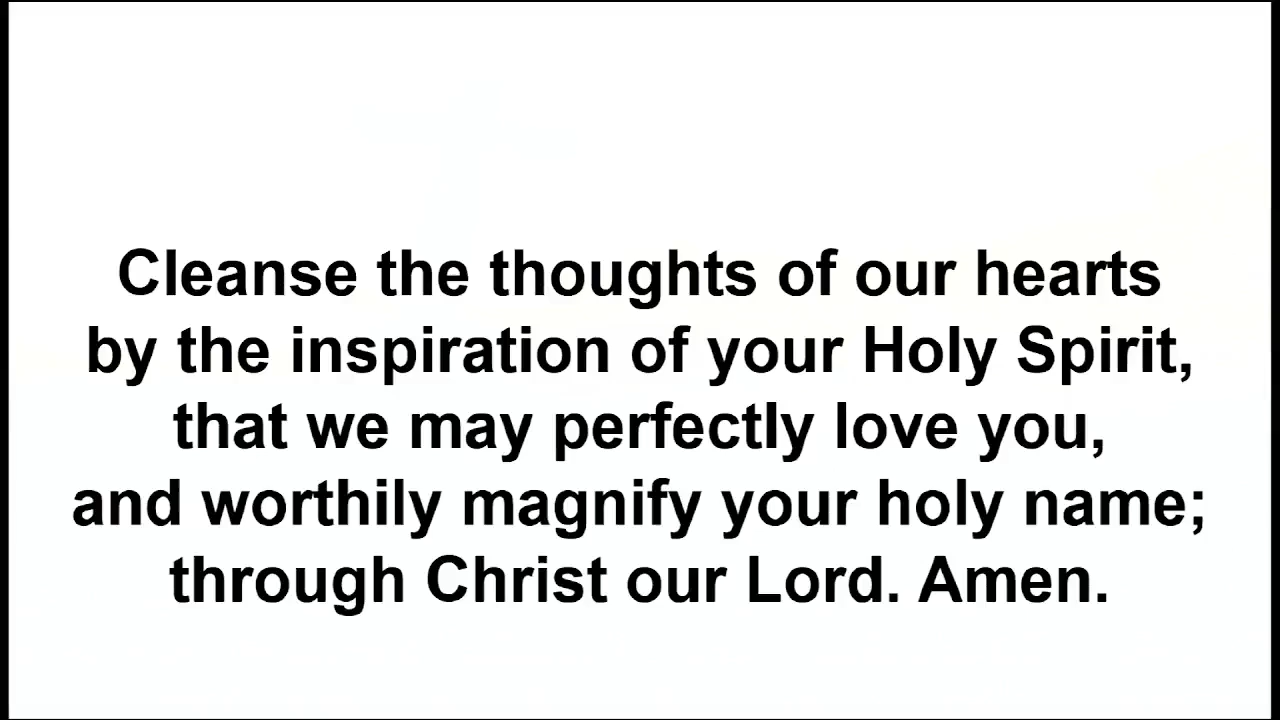 Cleanse the thoughts of our hearts
by the inspiration of your Holy Spirit,
that we may perfectly love you,
and worthily magnify your holy name;
through Christ our Lord. Amen.